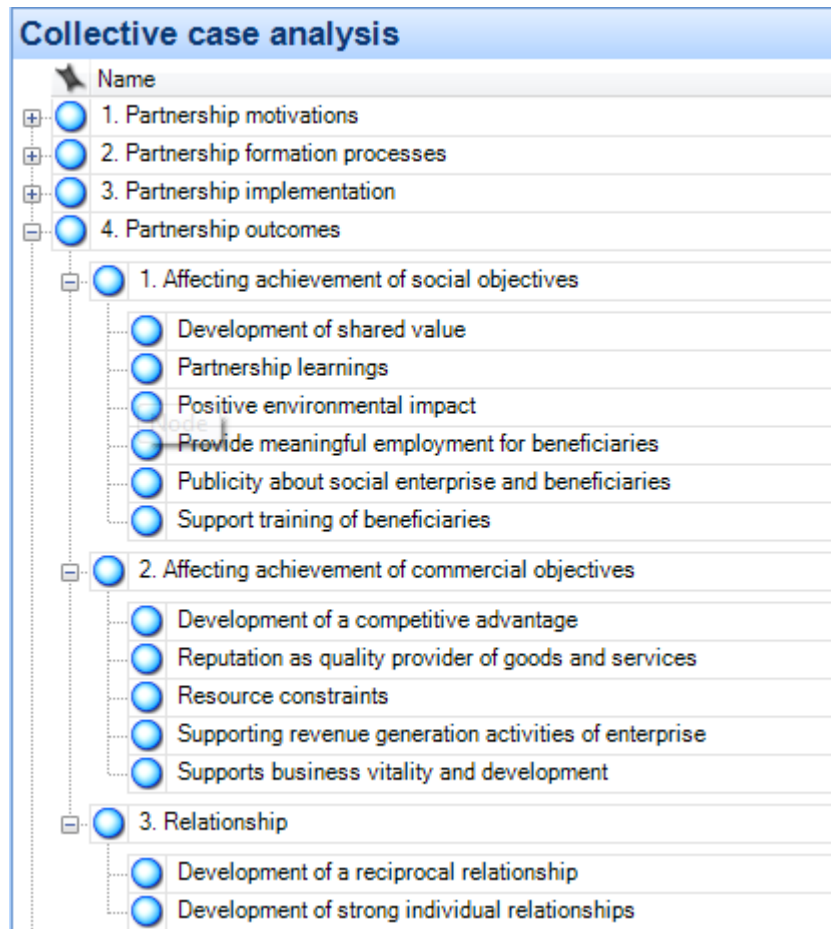 Collective case analysis
Name
1. Partnership motivations
2. Partnership formation processes
3. Partnership implementation
4. Partnership outcomes
1. Affecting achievement of social objectives
Development of shared value
Partnership learnings
Positive environmental impact
Node
Provide meaningful employment for beneficiaries
Publicity about social enterprise and beneficiaries
Support training of beneficiaries
2. Affecting achievement of commercial objectives
Development of a competitive advantage
Reputation as quality provider of goods and services
Resource constraints
Supporting revenue generation activities of enterprise
Supports business vitality and development
3. Relationship
Development of a reciprocal relationship
Development of strong individual relationships